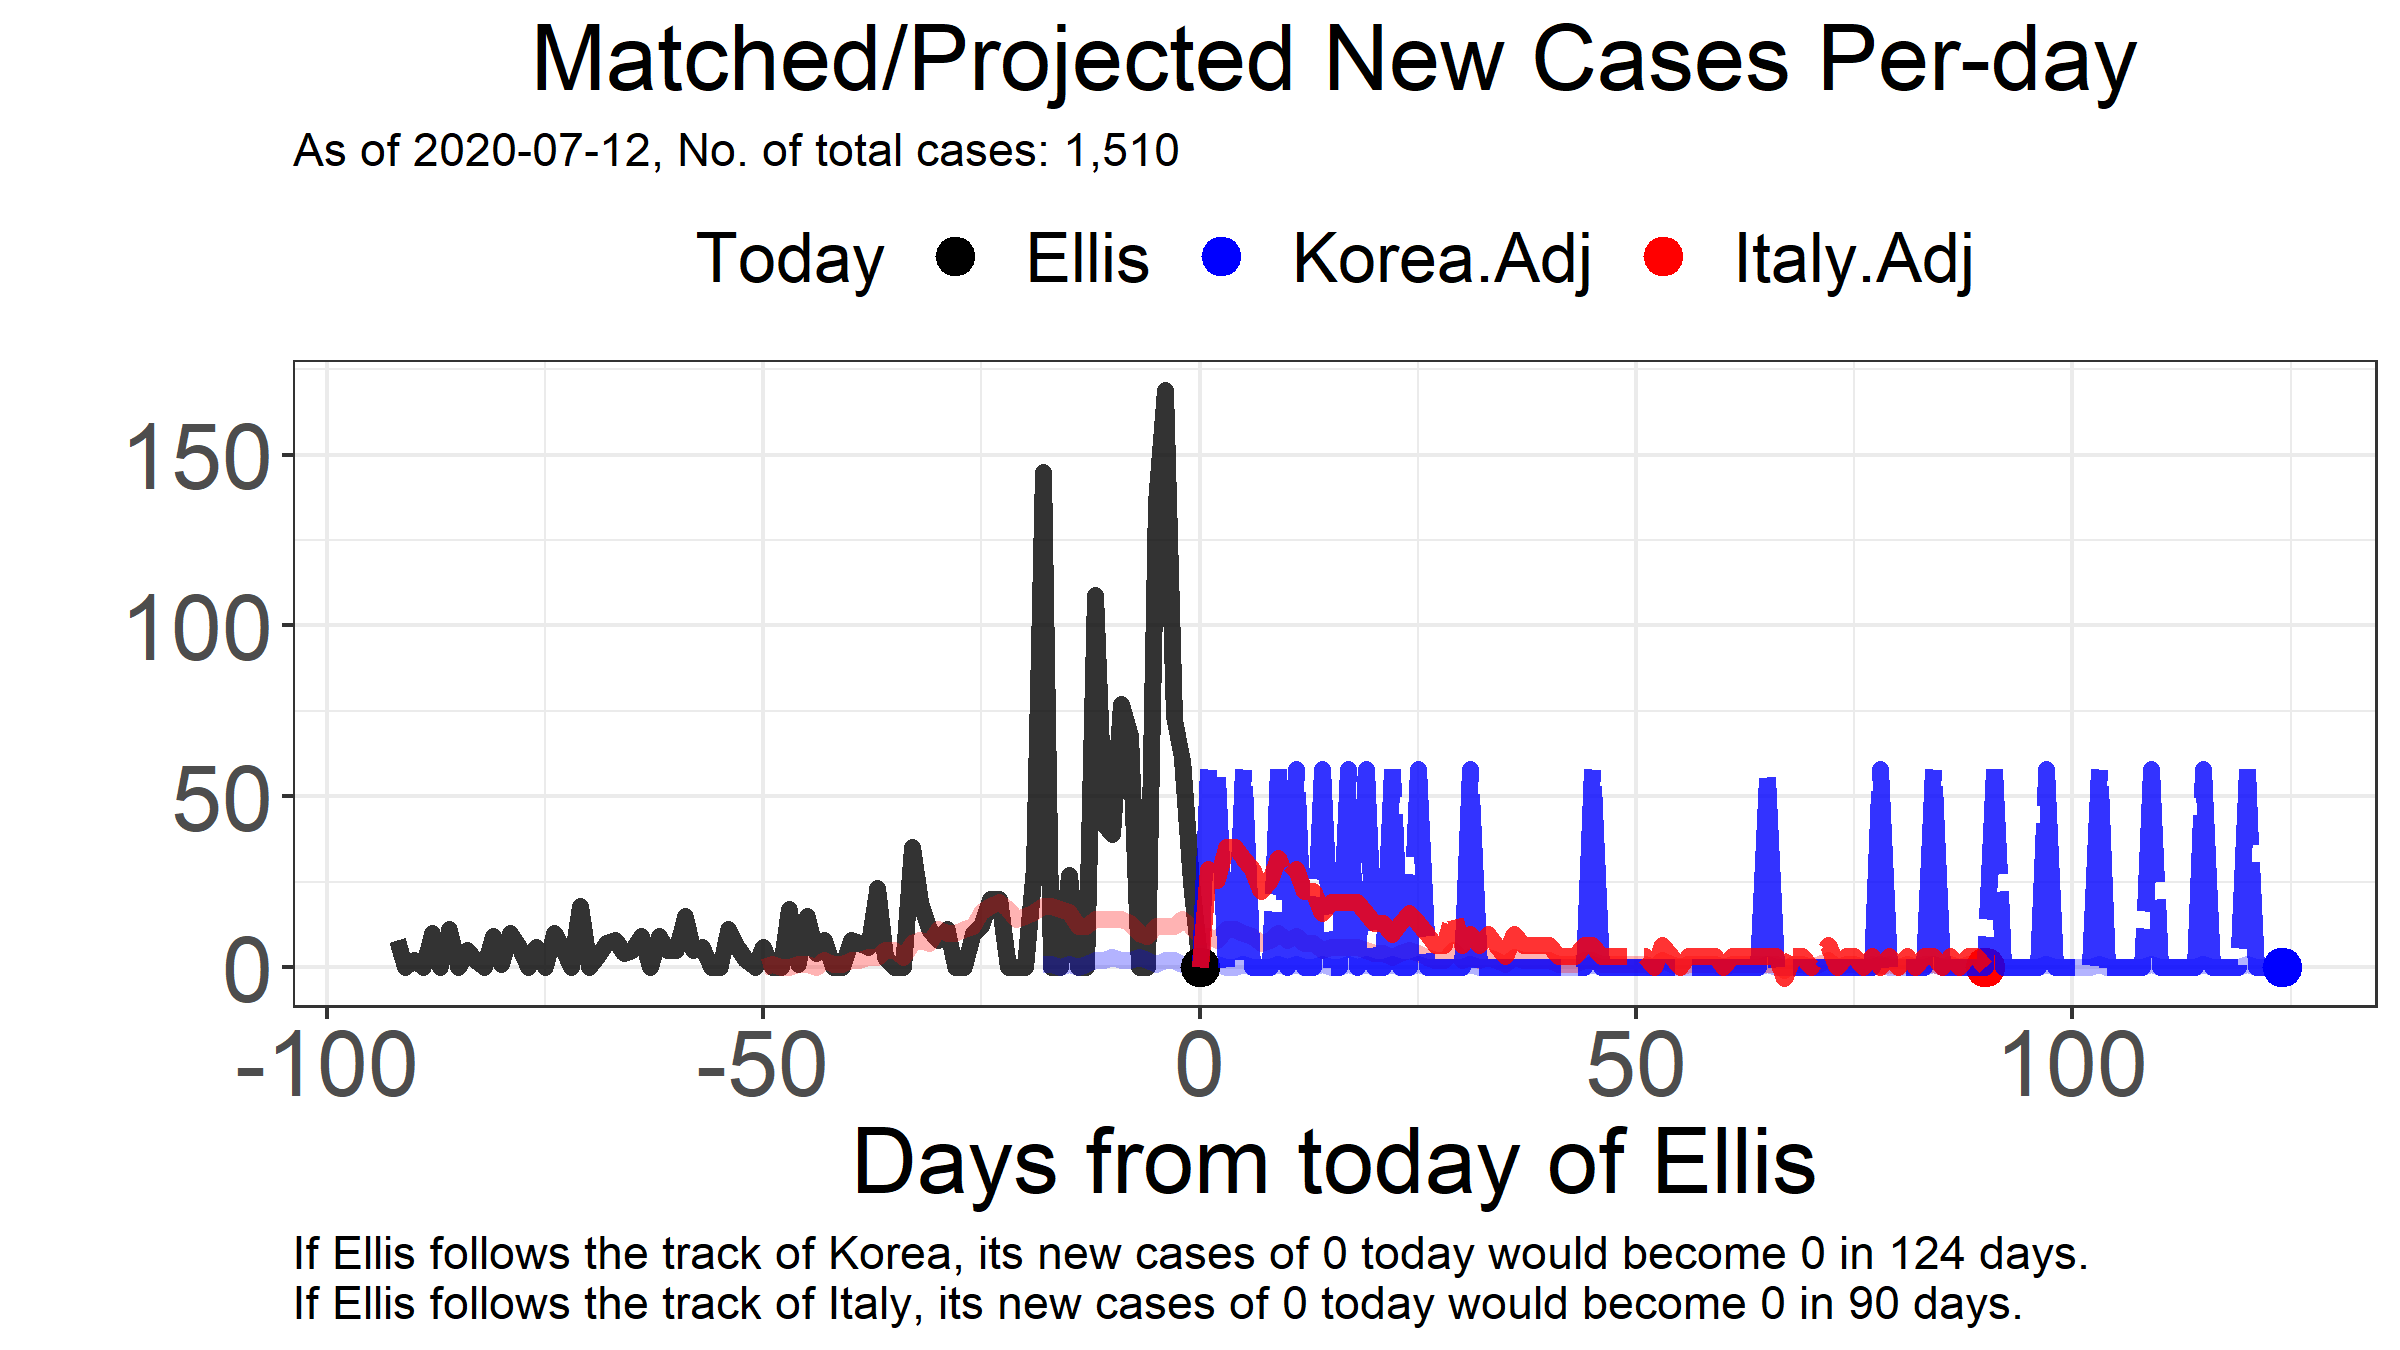 Matched/Projected New Cases Per-day
As of 2020-07-12, No. of total cases: 1,510
Today Ellis Korea.Adj Italy.Adj
150
100
50
0
-100 -50 0 50 100
Days from today of Ellis
If Ellis follows the track of Korea, its new cases of 0 today would become 0 in 124 days.
If Ellis follows the track of Italy, its new cases of 0 today would become 0 in 90 days.